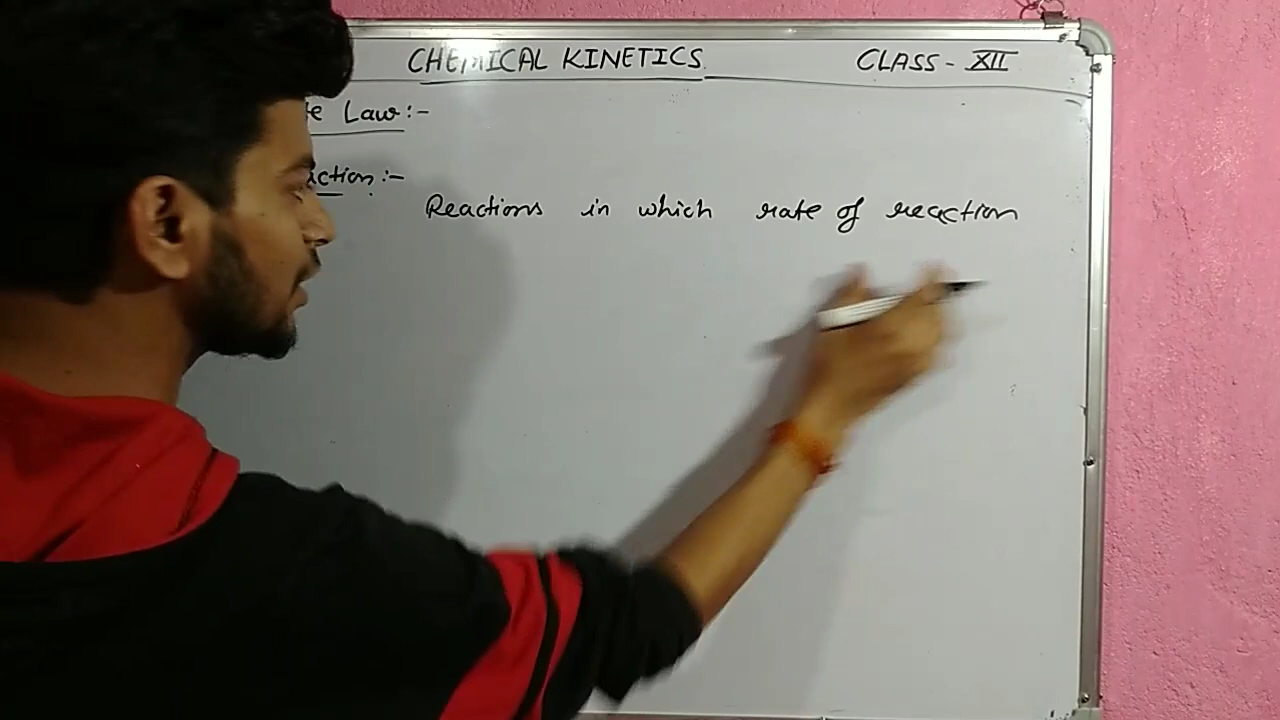 CHEMICAL KINETICS CLASS - XII
Law :-
Reactions in which rate of reaction